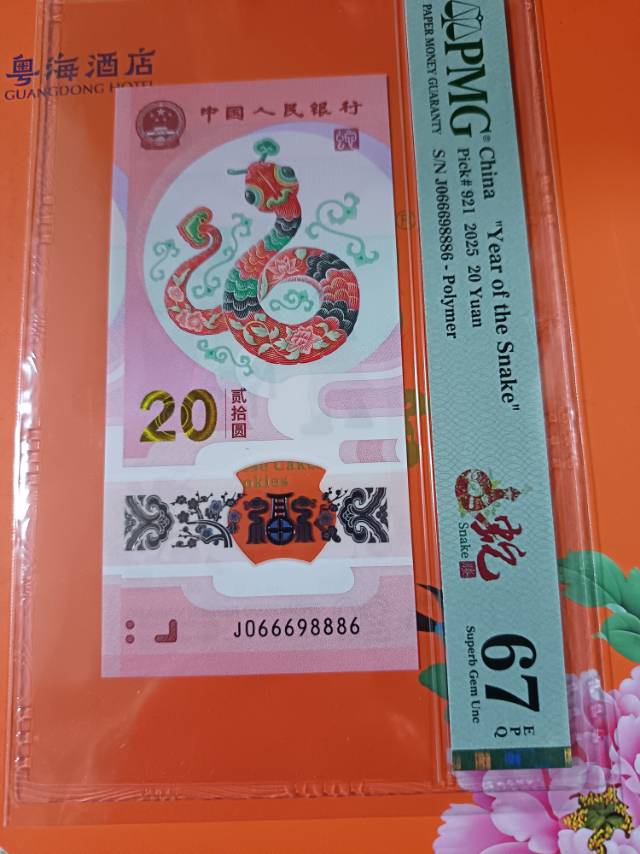 粤海酒店
GUANGDONG HOTEL
中国人民银行
20
贰拾圆
J066698886
PMG
PAPER MONEY GUARANTY
China "Year of the Snake"
Pick# 921 2025 20 Yuan
S/N J066698886 - Polymer
蛇
Snake
67
EPQ
Superb Gem Unc